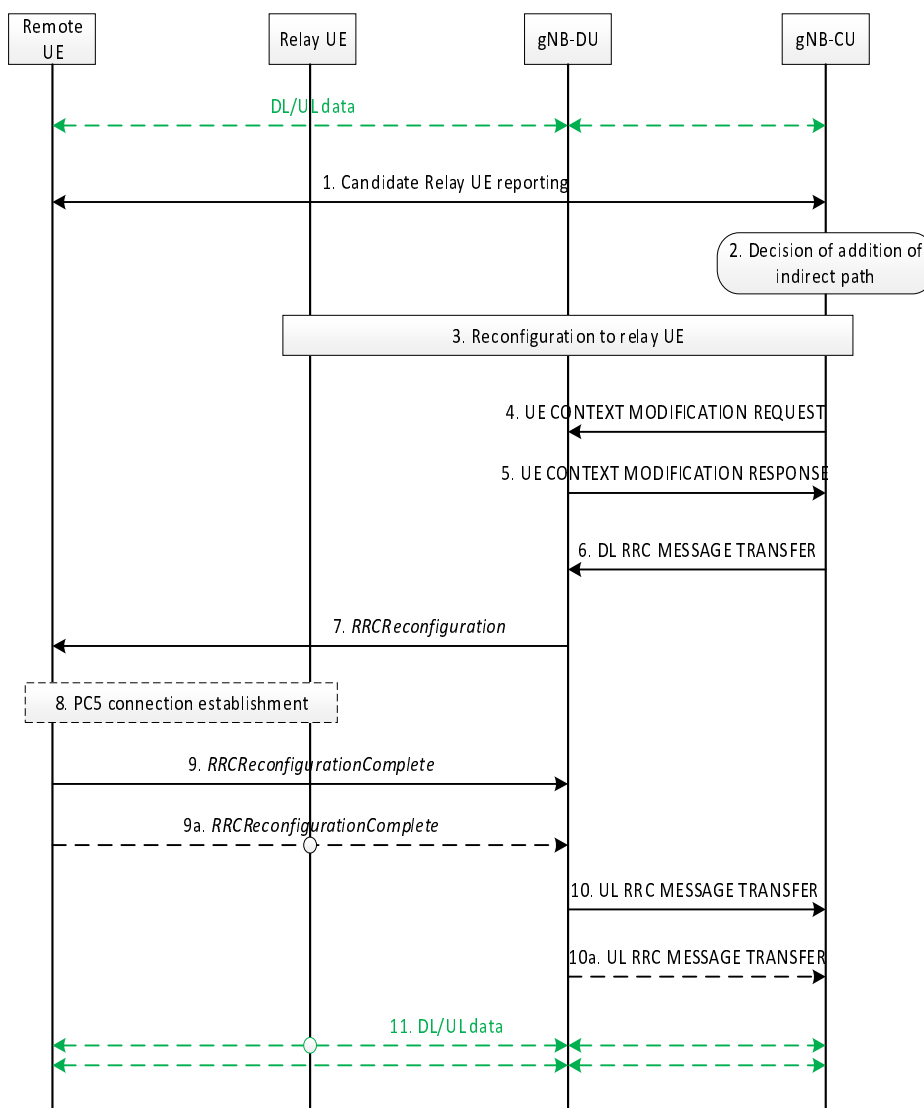 Remote
UE
Relay UE
gNB-DU
gNB-CU
DL/UL data
1. Candidate Relay UE reporting
2. Decision of addition of
indirect path
3. Reconfiguration to relay UE
4. UE CONTEXT MODIFICATION REQUEST
5. UE CONTEXT MODIFICATION RESPONSE
6. DL RRC MESSAGE TRANSFER
7. RRCReconfiguration
8. PC5 connection establishment
9. RRCReconfigurationComplete
9a. RRCReconfigurationComplete
10. UL RRC MESSAGE TRANSFER
10a. UL RRC MESSAGE TRANSFER
11. DL/UL data